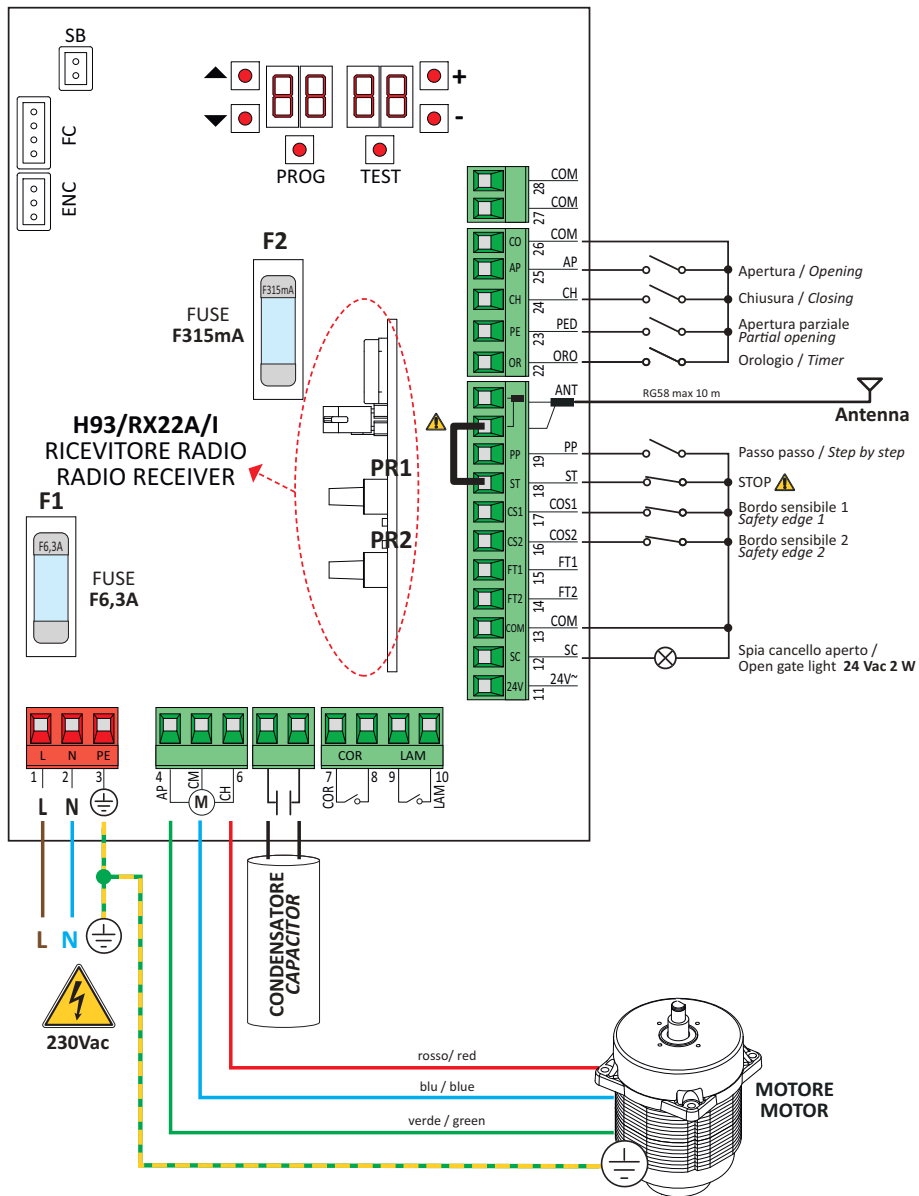 SB
FC
ENC
PROG
TEST
+
-
F2
F315mA
FUSE
F315mA
H93/RX22A/I
RICEVITORE RADIO
RADIO RECEIVER
PR1
PR2
F1
F6,3A
FUSE
F6,3A
28 COM
27 COM
CO 26 COM
AP 25 AP
Apertura / Opening
CH 24 CH
Chiusura / Closing
PE 23 PED
Apertura parziale
Partial opening
OR 22 ORO
Orologio / Timer
ANT
RG58 max 10 m
Antenna
PP 19 PP
Passo passo / Step by step
ST 18 ST
STOP
CS1 17 COS1
Bordo sensibile 1
Safety edge 1
CS2 16 COS2
Bordo sensibile 2
Safety edge 2
FT1 15 FT1
FT2 14 FT2
COM 13 COM
SC 12 SC
Spia cancello aperto /
Open gate light 24 Vac 2 W
24V 11 24V~
L N PE
1 2 3
L N
L N
230Vac
4 6
AP CM CH
M
COR LAM
7 8 9 10
COR LAM
CONDENSATORE
CAPACITOR
rosso/ red
blu / blue
verde / green
MOTORE
MOTOR